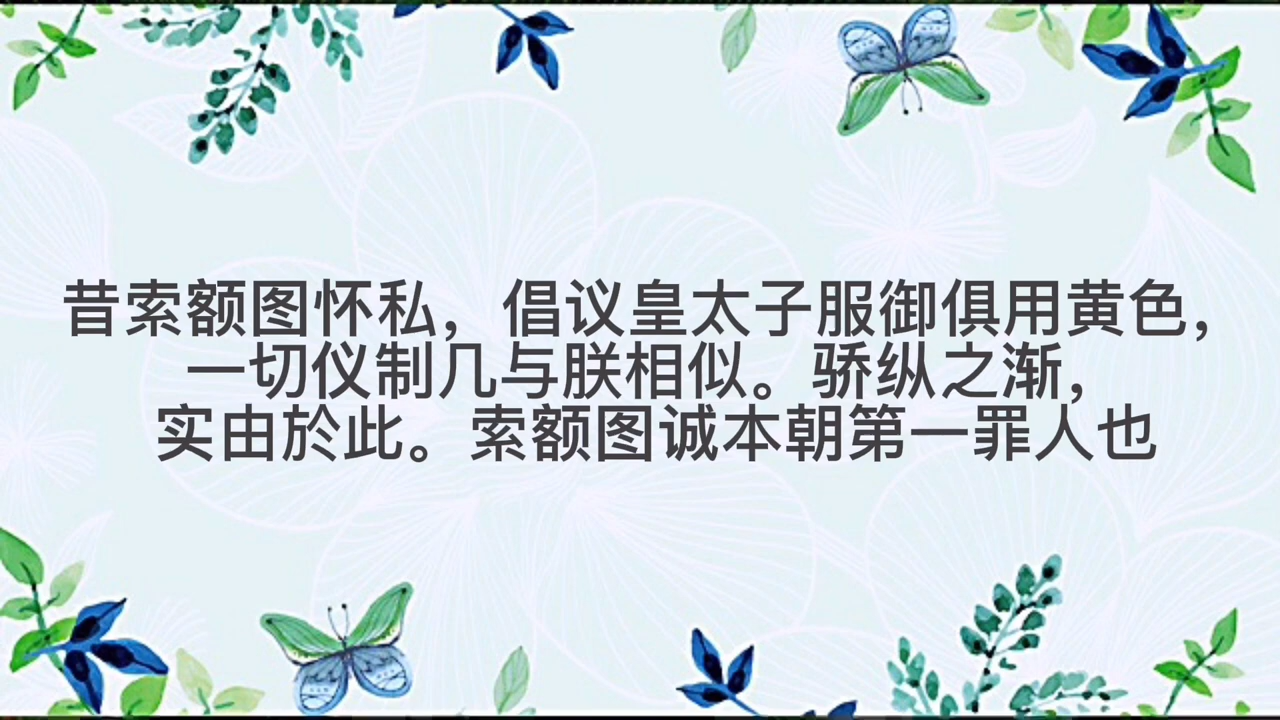 昔索额图怀私，倡议皇太子服御俱用黄色，
一切仪制几与朕相似。骄纵之渐，
实由於此。索额图诚本朝第一罪人也